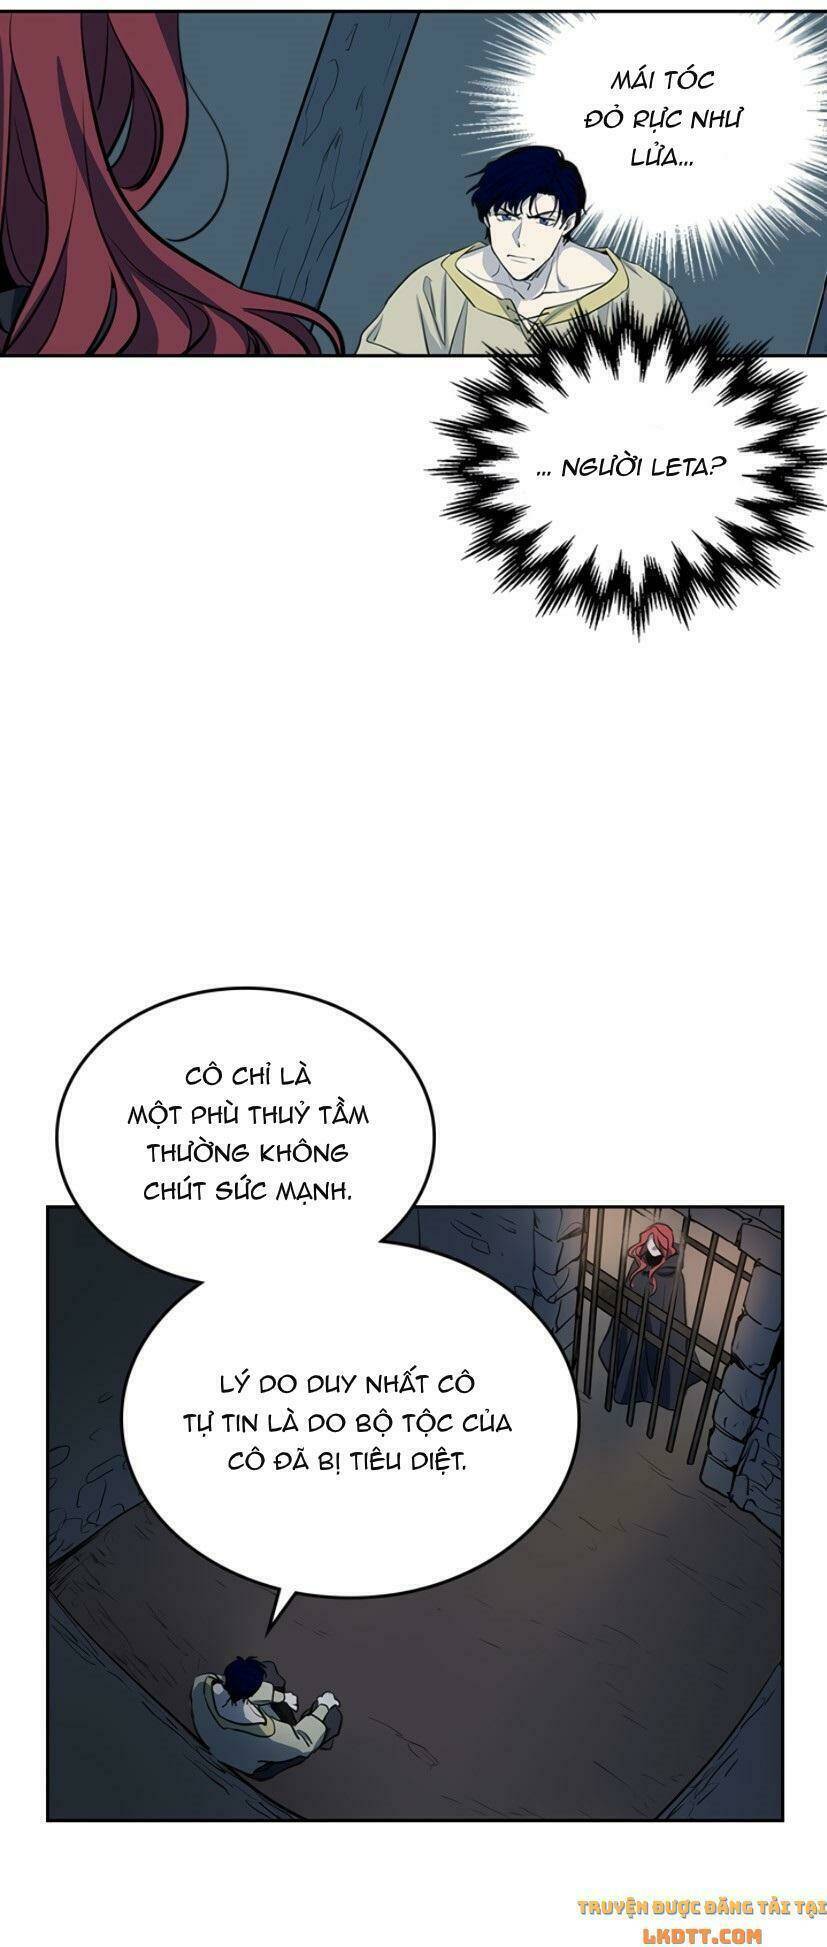 MÁI TÓC
ĐỎ RỰC NHƯ
LỬA...
... NGƯỜI LETA?
CÔ CHỈ LÀ
MỘT PHÙ THUỶ TẦM
THƯỜNG KHÔNG
CHÚT SỨC MẠNH.
LÝ DO DUY NHẤT CÔ
TỰ TIN LÀ DO BỘ TỘC CỦA
CÔ ĐÃ BỊ TIÊU DIỆT.
TRUYỆN ĐƯỢC ĐĂNG TẢI TẠI
LKDTT.COM